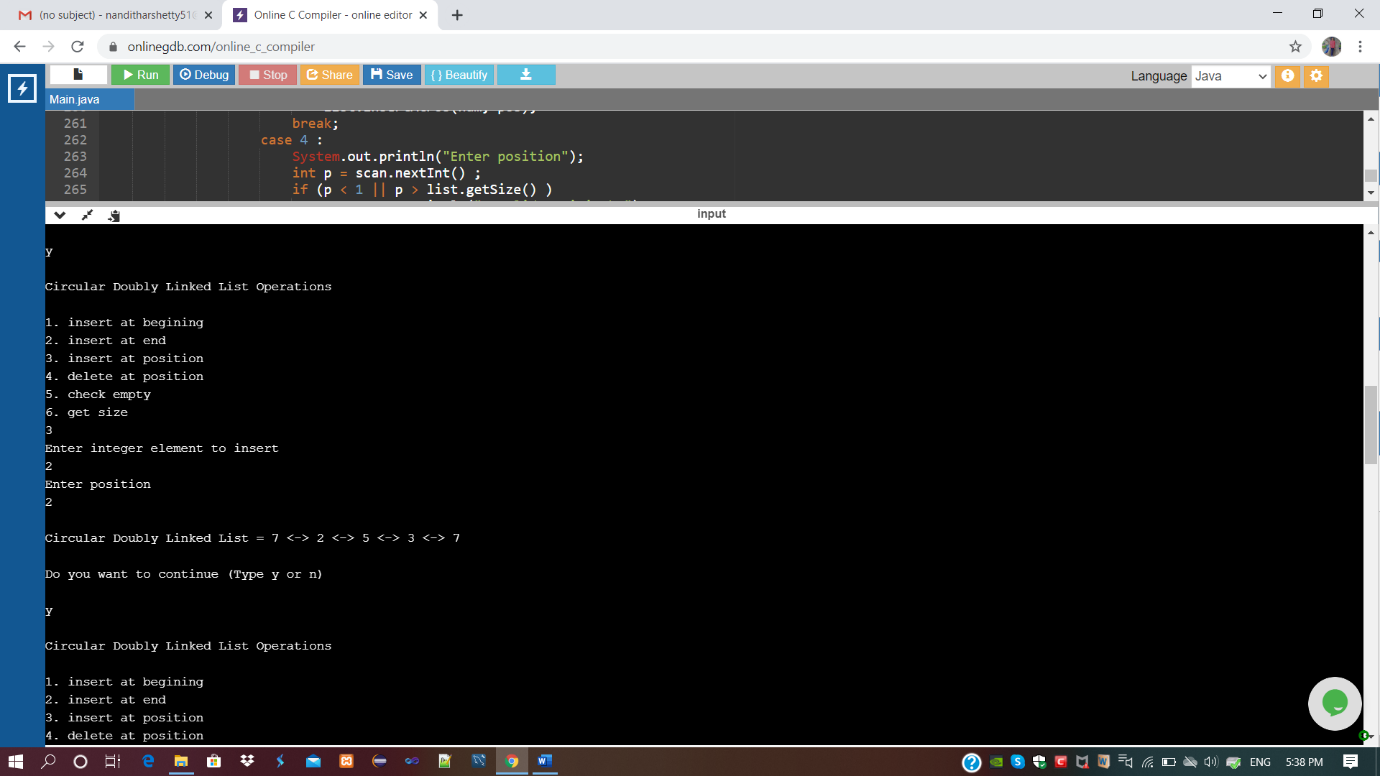 (no subject) - nanditharshetty516
Online C Compiler - online editor
onlinegdb.com/online_c_compiler
Run
Debug
Stop
Share
Save
{ } Beautify
Language Java
Main.java
261 break;
262 case 4 :
263 System.out.println("Enter position");
264 int p = scan.nextInt() ;
265 if (p < 1 || p > list.getSize() )
input
y
Circular Doubly Linked List Operations
1. insert at begining
2. insert at end
3. insert at position
4. delete at position
5. check empty
6. get size
3
Enter integer element to insert
2
Enter position
2
Circular Doubly Linked List = 7 <-> 2 <-> 5 <-> 3 <-> 7
Do you want to continue (Type y or n)
y
Circular Doubly Linked List Operations
1. insert at begining
2. insert at end
3. insert at position
4. delete at position
ENG
5:38 PM